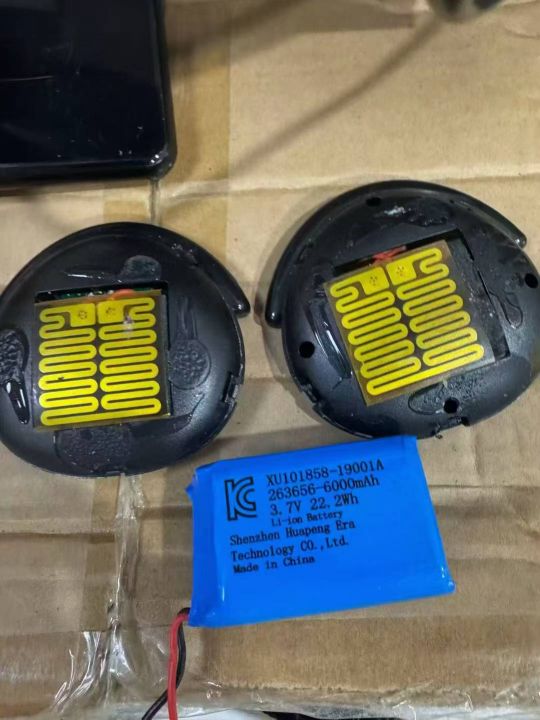 KC
XU101858-19001A
263656-6000mAh
3.7V 22.2Wh
Li-ion Battery
Shenzhen Huapeng Era
Technology CO.,Ltd.
Made in China